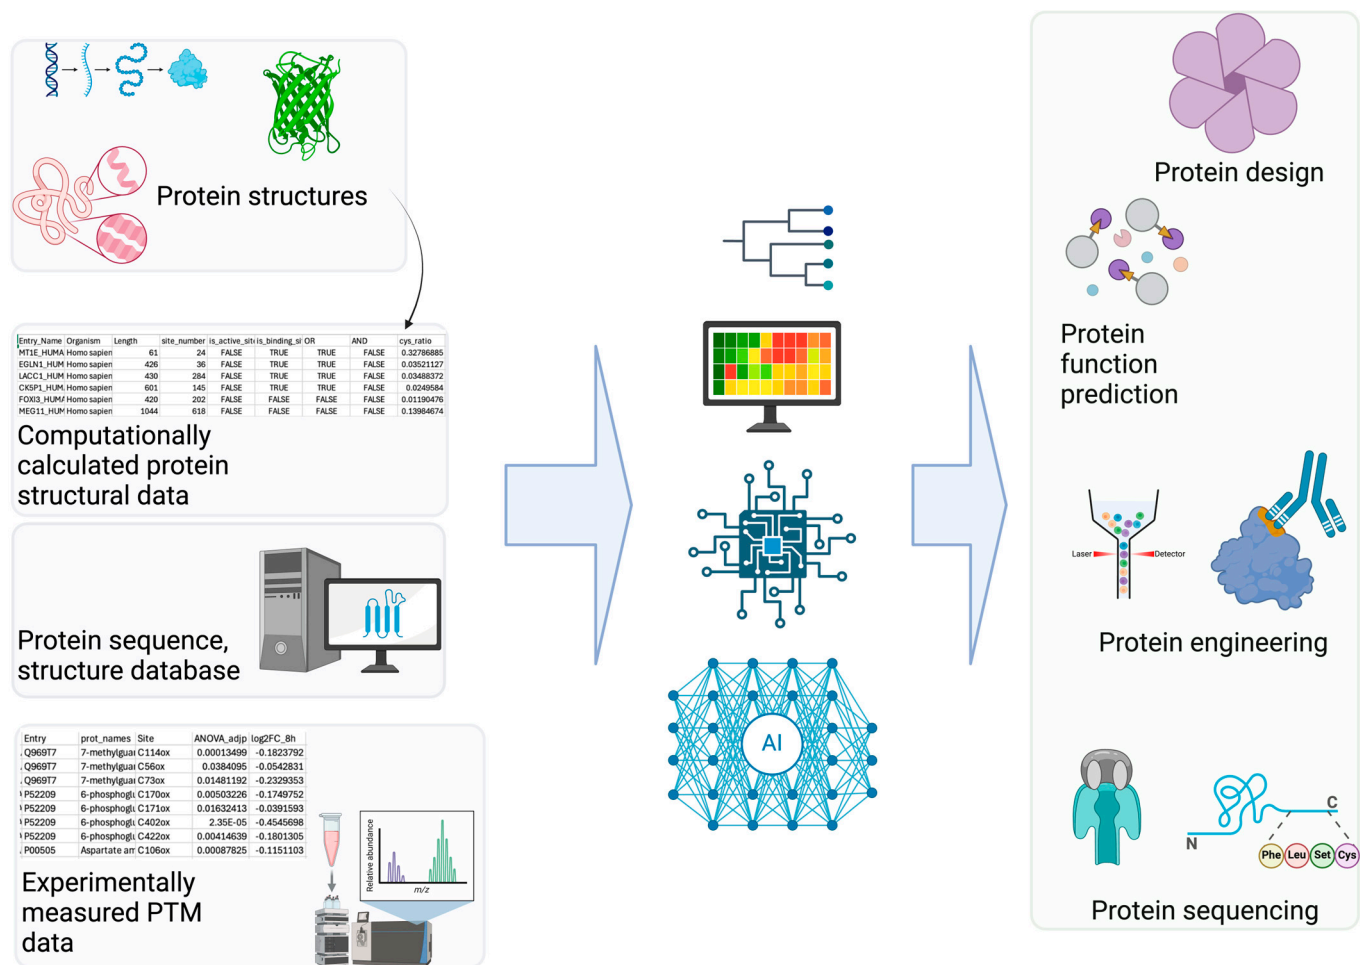 Protein structures
Entry_Name Organism Length site_number is_active_sit is_binding_si OR AND cys_ratio
MT1E_HUMA Homo sapien 61 24 FALSE TRUE TRUE FALSE 0.32786885
EGLN1_HUM Homo sapien 426 36 FALSE TRUE TRUE FALSE 0.03521127
LACC1_HUM Homo sapien 430 284 FALSE TRUE TRUE FALSE 0.03488372
CK5P1_HUM Homo sapien 601 145 FALSE TRUE TRUE FALSE 0.0249584
FOXI3_HUM Homo sapien 420 202 FALSE FALSE FALSE FALSE 0.01190476
MEG11_HUM Homo sapien 1044 618 FALSE FALSE FALSE FALSE 0.13984674
Computationally
calculated protein
structural data
Protein sequence,
structure database
Entry prot_names Site ANOVA_adjp log2FC_8h
Q969T7 7-methylguan C114ox 0.00013499 -0.1823792
Q969T7 7-methylguan C56ox 0.0384095 -0.0542831
Q969T7 7-methylguan C73ox 0.01481192 -0.2329353
P52209 6-phosphoglu C170ox 0.00503226 -0.1749752
P52209 6-phosphoglu C171ox 0.01632413 -0.0391593
P52209 6-phosphoglu C402ox 2.35E-05 -0.4545698
P52209 6-phosphoglu C422ox 0.00414639 -0.1801305
P00505 Aspartate am C106ox 0.00087825 -0.1151103
Experimentally
measured PTM
data
Relative abundance
m/z
AI
Protein design
Protein
function
prediction
Laser Detector
Protein engineering
N C
Phe Leu Set Cys
Protein sequencing